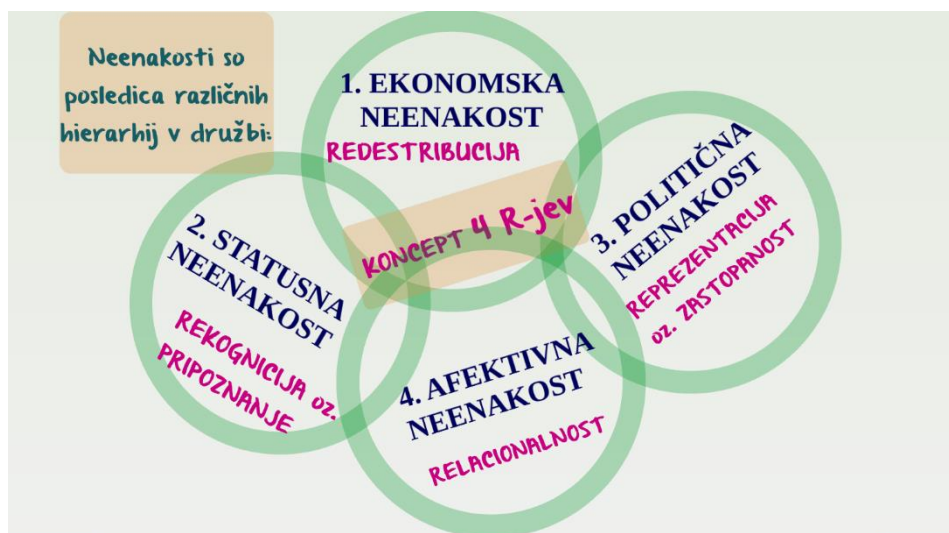 Neenakosti so
posledica različnih
hierarhij v družbi:
1. EKONOMSKA
NEENAKOST
REDESTRIBUCIJA
KONCEPT 4 R-jev
2. STATUSNA
NEENAKOST
REKOGNICIJA oz.
PRIPOZNANJE
3. POLITIČNA
NEENAKOST
REPREZENTACIJA
oz. ZASTOPANOST
4. AFEKTIVNA
NEENAKOST
RELACIONALNOST